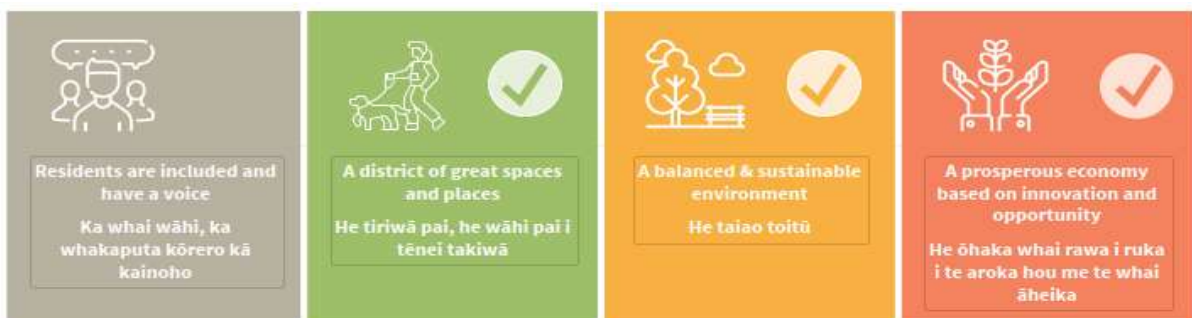 Residents are included and
have a voice
Ka whai wāhi, ka
whakaputa kōrero kā
kainoho
A district of great spaces
and places
He tiriwā pai, he wāhi pai i
tēnei takiwā
A balanced & sustainable
environment
He taiao toitū
A prosperous economy
based on innovation and
opportunity
He ōhaka whai rawa i ruka
i te aroka hou me te whai
āheika